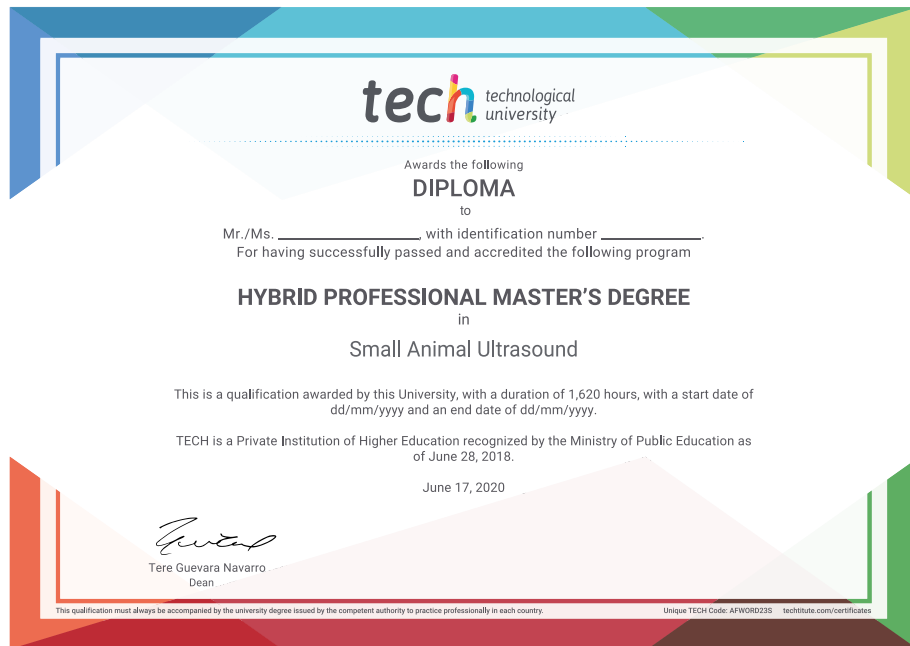 tech technological
university
Awards the following
DIPLOMA
to
Mr./Ms. ____________________, with identification number ______________.
For having successfully passed and accredited the following program
HYBRID PROFESSIONAL MASTER'S DEGREE
in
Small Animal Ultrasound
This is a qualification awarded by this University, with a duration of 1,620 hours, with a start date of
dd/mm/yyyy and an end date of dd/mm/yyyy.
TECH is a Private Institution of Higher Education recognized by the Ministry of Public Education as
of June 28, 2018.
June 17, 2020
Tere Guevara Navarro
Dean
This qualification must always be accompanied by the university degree issued by the competent authority to practice professionally in each country.
Unique TECH Code: AFWORD23S techtitute.com/certificates